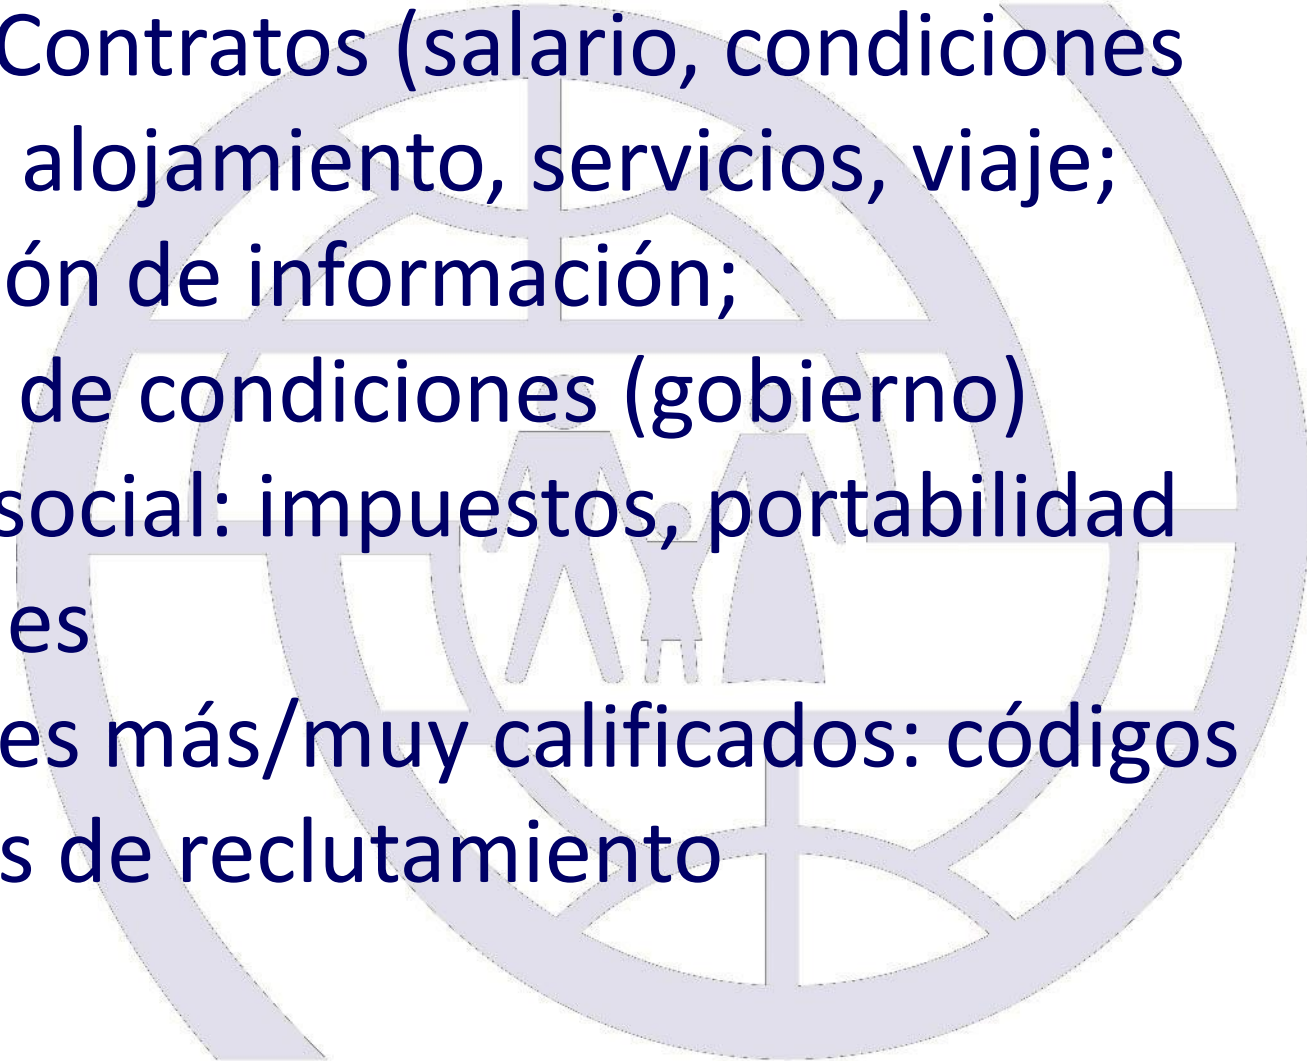 Contratos (salario, condiciones
alojamiento, servicios, viaje;
ón de información;
de condiciones (gobierno)
social: impuestos, portabilidad
es
es más/muy calificados: códigos
s de reclutamiento